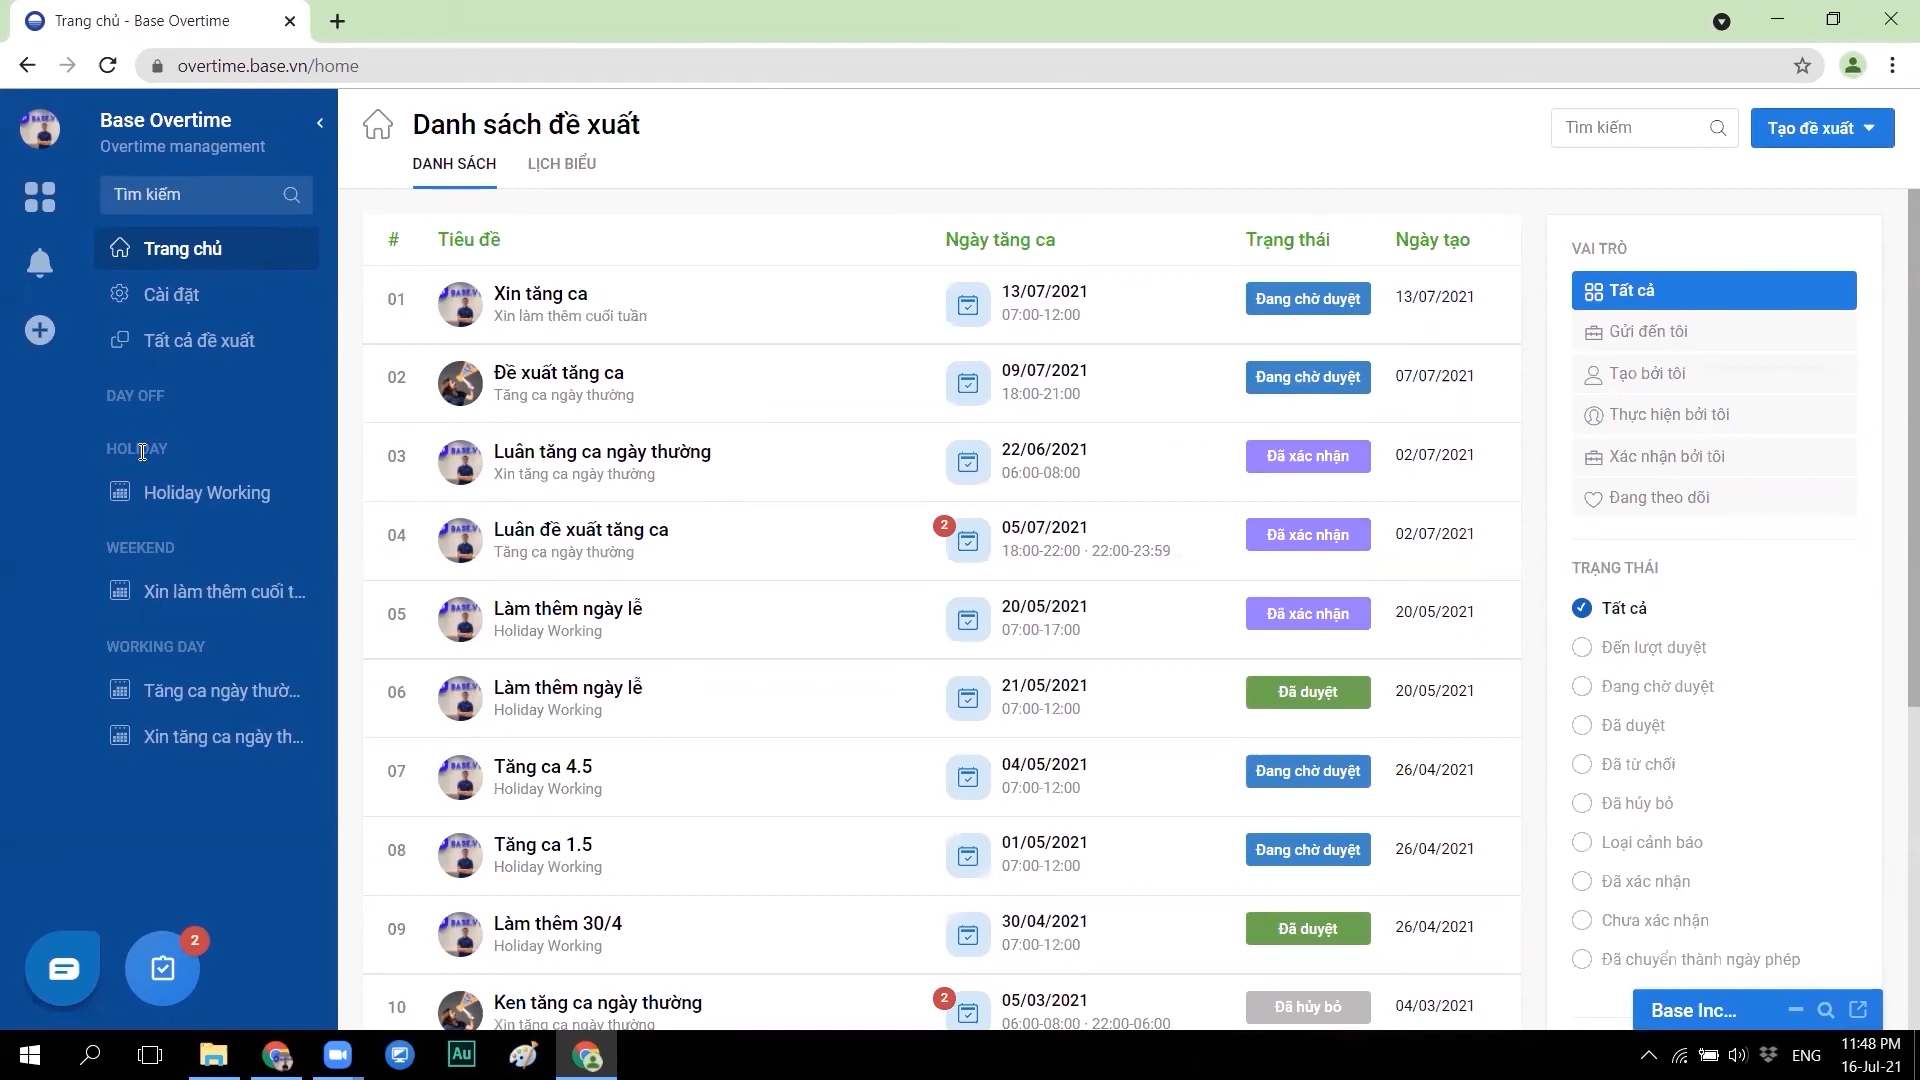 Trang chủ - Base Overtime
overtime.base.vn/home
Base Overtime
Overtime management
Tìm kiếm
Trang chủ
Cài đặt
Tất cả đề xuất
DAY OFF
HOLIDAY
Holiday Working
WEEKEND
Xin làm thêm cuối t...
WORKING DAY
Tăng ca ngày thườ...
Xin tăng ca ngày th...
2
Danh sách đề xuất
DANH SÁCH LỊCH BIỂU
Tìm kiếm
Tạo đề xuất
# Tiêu đề Ngày tăng ca Trạng thái Ngày tạo
01 Xin tăng ca 13/07/2021 Đang chờ duyệt 13/07/2021
Xin làm thêm cuối tuần 07:00-12:00
02 Đề xuất tăng ca 09/07/2021 Đang chờ duyệt 07/07/2021
Tăng ca ngày thường 18:00-21:00
03 Luân tăng ca ngày thường 22/06/2021 Đã xác nhận 02/07/2021
Xin tăng ca ngày thường 06:00-08:00
04 Luân đề xuất tăng ca 2 05/07/2021 Đã xác nhận 02/07/2021
Tăng ca ngày thường 18:00-22:00 · 22:00-23:59
05 Làm thêm ngày lễ 20/05/2021 Đã xác nhận 20/05/2021
Holiday Working 07:00-17:00
06 Làm thêm ngày lễ 21/05/2021 Đã duyệt 20/05/2021
Holiday Working 07:00-12:00
07 Tăng ca 4.5 04/05/2021 Đang chờ duyệt 26/04/2021
Holiday Working 07:00-12:00
08 Tăng ca 1.5 01/05/2021 Đang chờ duyệt 26/04/2021
Holiday Working 07:00-12:00
09 Làm thêm 30/4 30/04/2021 Đã duyệt 26/04/2021
Holiday Working 07:00-12:00
10 Ken tăng ca ngày thường 2 05/03/2021 Đã hủy bỏ 04/03/2021
Xin tăng ca ngày thường 06:00-08:00 · 22:00-06:00
VAI TRÒ
Tất cả
Gửi đến tôi
Tạo bởi tôi
Thực hiện bởi tôi
Xác nhận bởi tôi
Đang theo dõi
TRẠNG THÁI
Tất cả
Đến lượt duyệt
Đang chờ duyệt
Đã duyệt
Đã từ chối
Đã hủy bỏ
Loại cảnh báo
Đã xác nhận
Chưa xác nhận
Đã chuyển thành ngày phép
Base Inc...
Au
ENG
11:48 PM
16-Jul-21